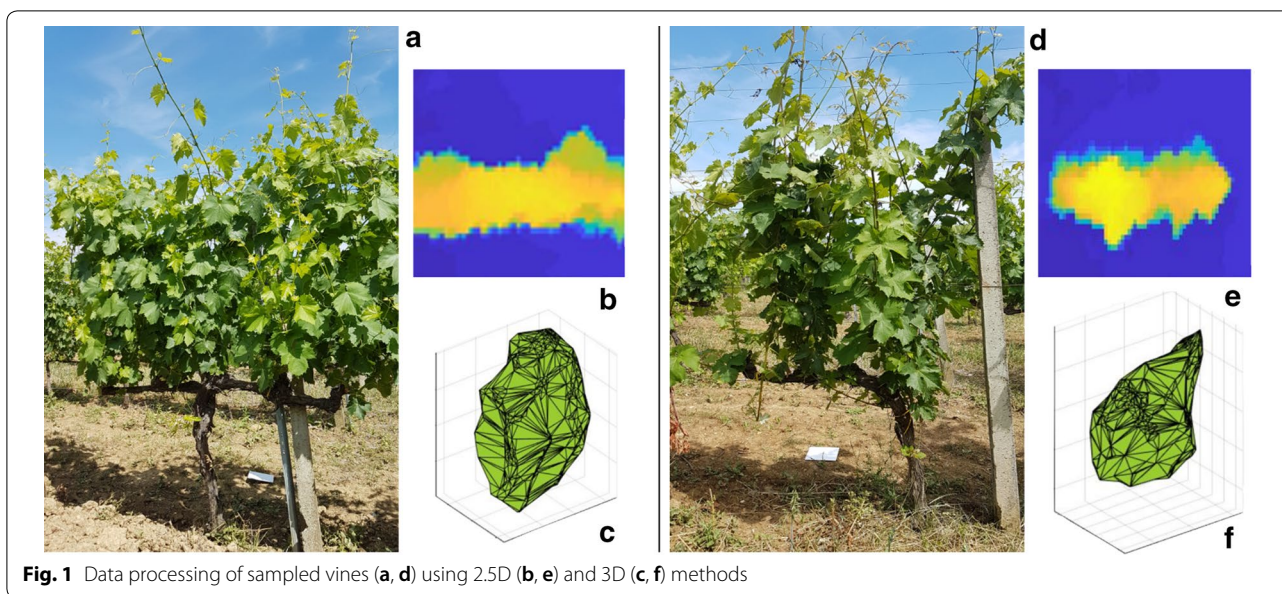 a
d
b
e
c
f
Fig. 1 Data processing of sampled vines (a, d) using 2.5D (b, e) and 3D (c, f) methods